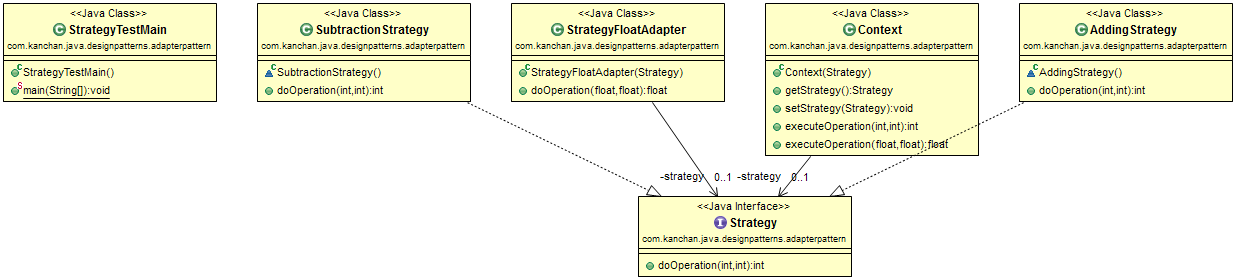 <<Java Class>>
StrategyTestMain
com.kanchan.java.designpatterns.adapterpattern
StrategyTestMain()
main(String[]):void
<<Java Class>>
SubtractionStrategy
com.kanchan.java.designpatterns.adapterpattern
SubtractionStrategy()
doOperation(int,int):int
<<Java Class>>
StrategyFloatAdapter
com.kanchan.java.designpatterns.adapterpattern
StrategyFloatAdapter(Strategy)
doOperation(float,float):float
<<Java Class>>
Context
com.kanchan.java.designpatterns.adapterpattern
Context(Strategy)
getStrategy():Strategy
setStrategy(Strategy):void
executeOperation(int,int):int
executeOperation(float,float):float
<<Java Class>>
AddingStrategy
com.kanchan.java.designpatterns.adapterpattern
AddingStrategy()
doOperation(int,int):int
-strategy 0..1
-strategy 0..1
<<Java Interface>>
Strategy
com.kanchan.java.designpatterns.adapterpattern
doOperation(int,int):int